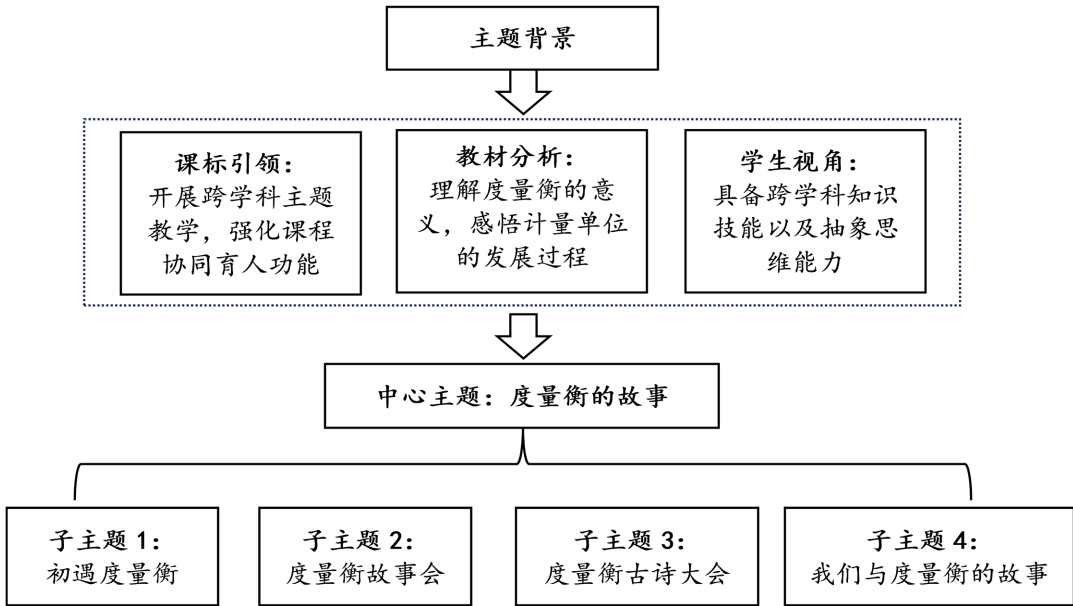 主题背景
课标引领：
开展跨学科主题
教学，强化课程
协同育人功能
教材分析：
理解度量衡的意
义，感悟计量单位
的发展过程
学生视角：
具备跨学科知识
技能以及抽象思
维能力
中心主题：度量衡的故事
子主题 1：
初遇度量衡
子主题 2：
度量衡故事会
子主题 3：
度量衡古诗大会
子主题 4：
我们与度量衡的故事